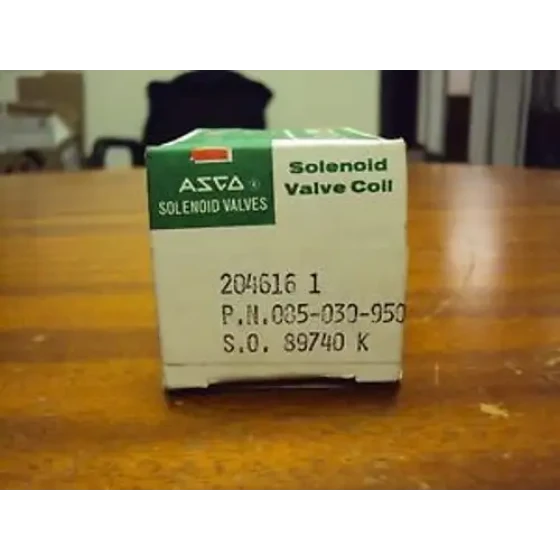 ASCO ®
SOLENOID VALVES
Solenoid
Valve Coil
204616 1
P.N.085-030-950
S.O. 89740 K